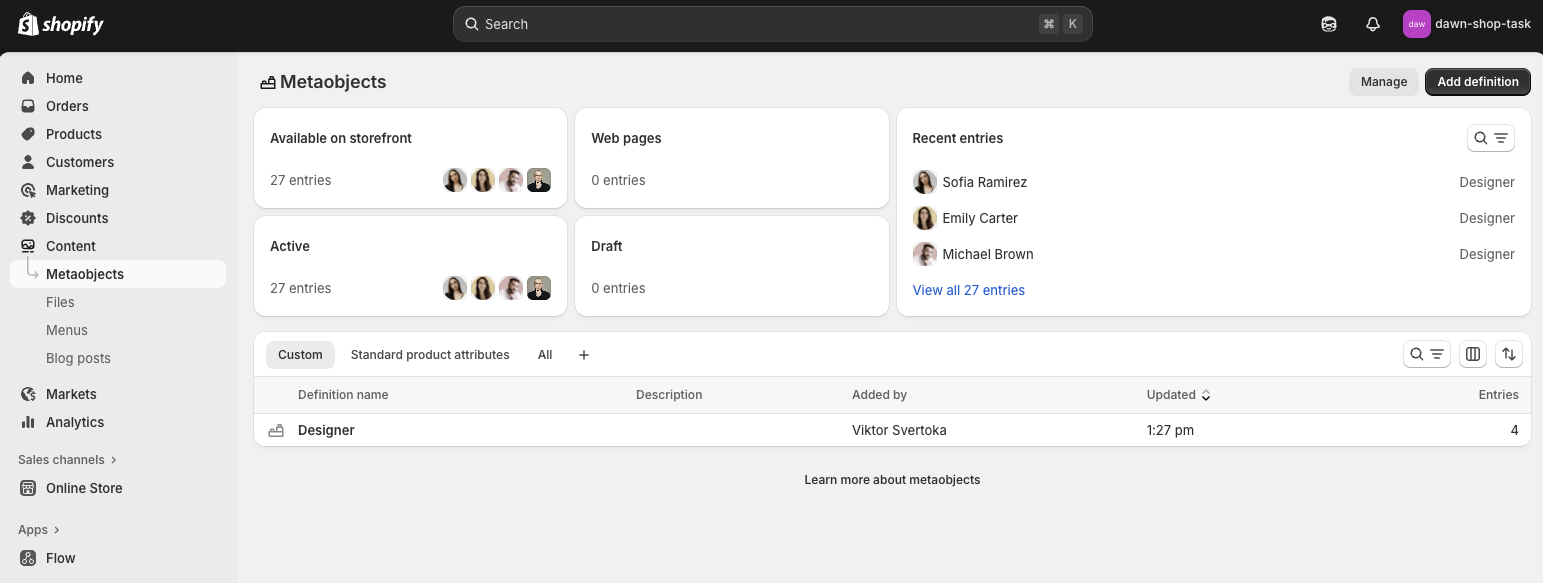 shopify
Search ⌘ K
daw dawn-shop-task
Home
Orders
Products
Customers
Marketing
Discounts
Content
Metaobjects
Files
Menus
Blog posts
Markets
Analytics
Sales channels
Online Store
Apps
Flow
Metaobjects
Manage Add definition
Available on storefront
27 entries
Web pages
0 entries
Active
27 entries
Draft
0 entries
Recent entries
Sofia Ramirez Designer
Emily Carter Designer
Michael Brown Designer
View all 27 entries
Custom Standard product attributes All +
Definition name Description Added by Updated Entries
Designer Viktor Svertoka 1:27 pm 4
Learn more about metaobjects